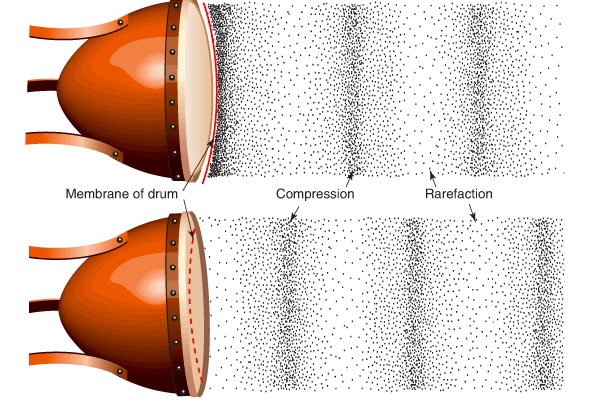 Membrane of drum
Compression
Rarefaction